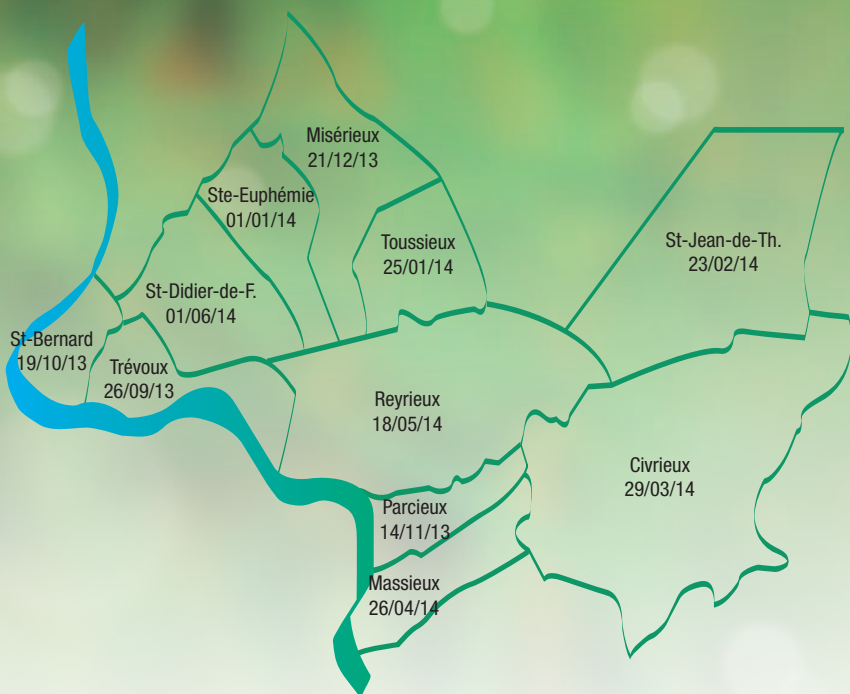 Misérieux
21/12/13
Ste-Euphémie
01/01/14
Toussieux
25/01/14
St-Jean-de-Th.
23/02/14
St-Didier-de-F.
01/06/14
St-Bernard
19/10/13
Trévoux
26/09/13
Reyrieux
18/05/14
Civrieux
29/03/14
Parcieux
14/11/13
Massieux
26/04/14